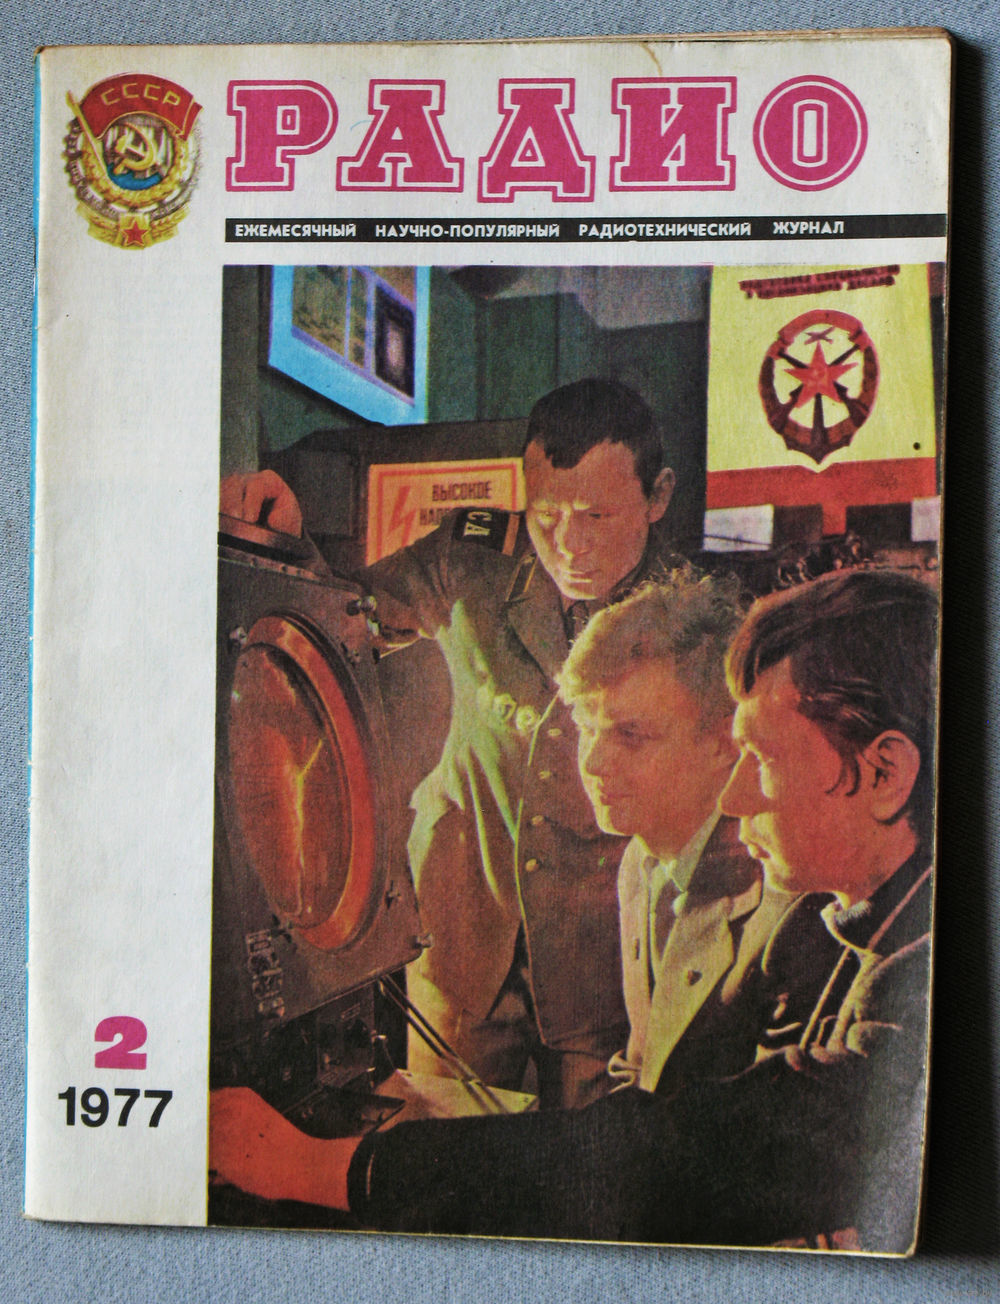 СССР
РАДИО
ЕЖЕМЕСЯЧНЫЙ НАУЧНО-ПОПУЛЯРНЫЙ РАДИОТЕХНИЧЕСКИЙ ЖУРНАЛ
ВЫСОКОЕ
СА
2
1977